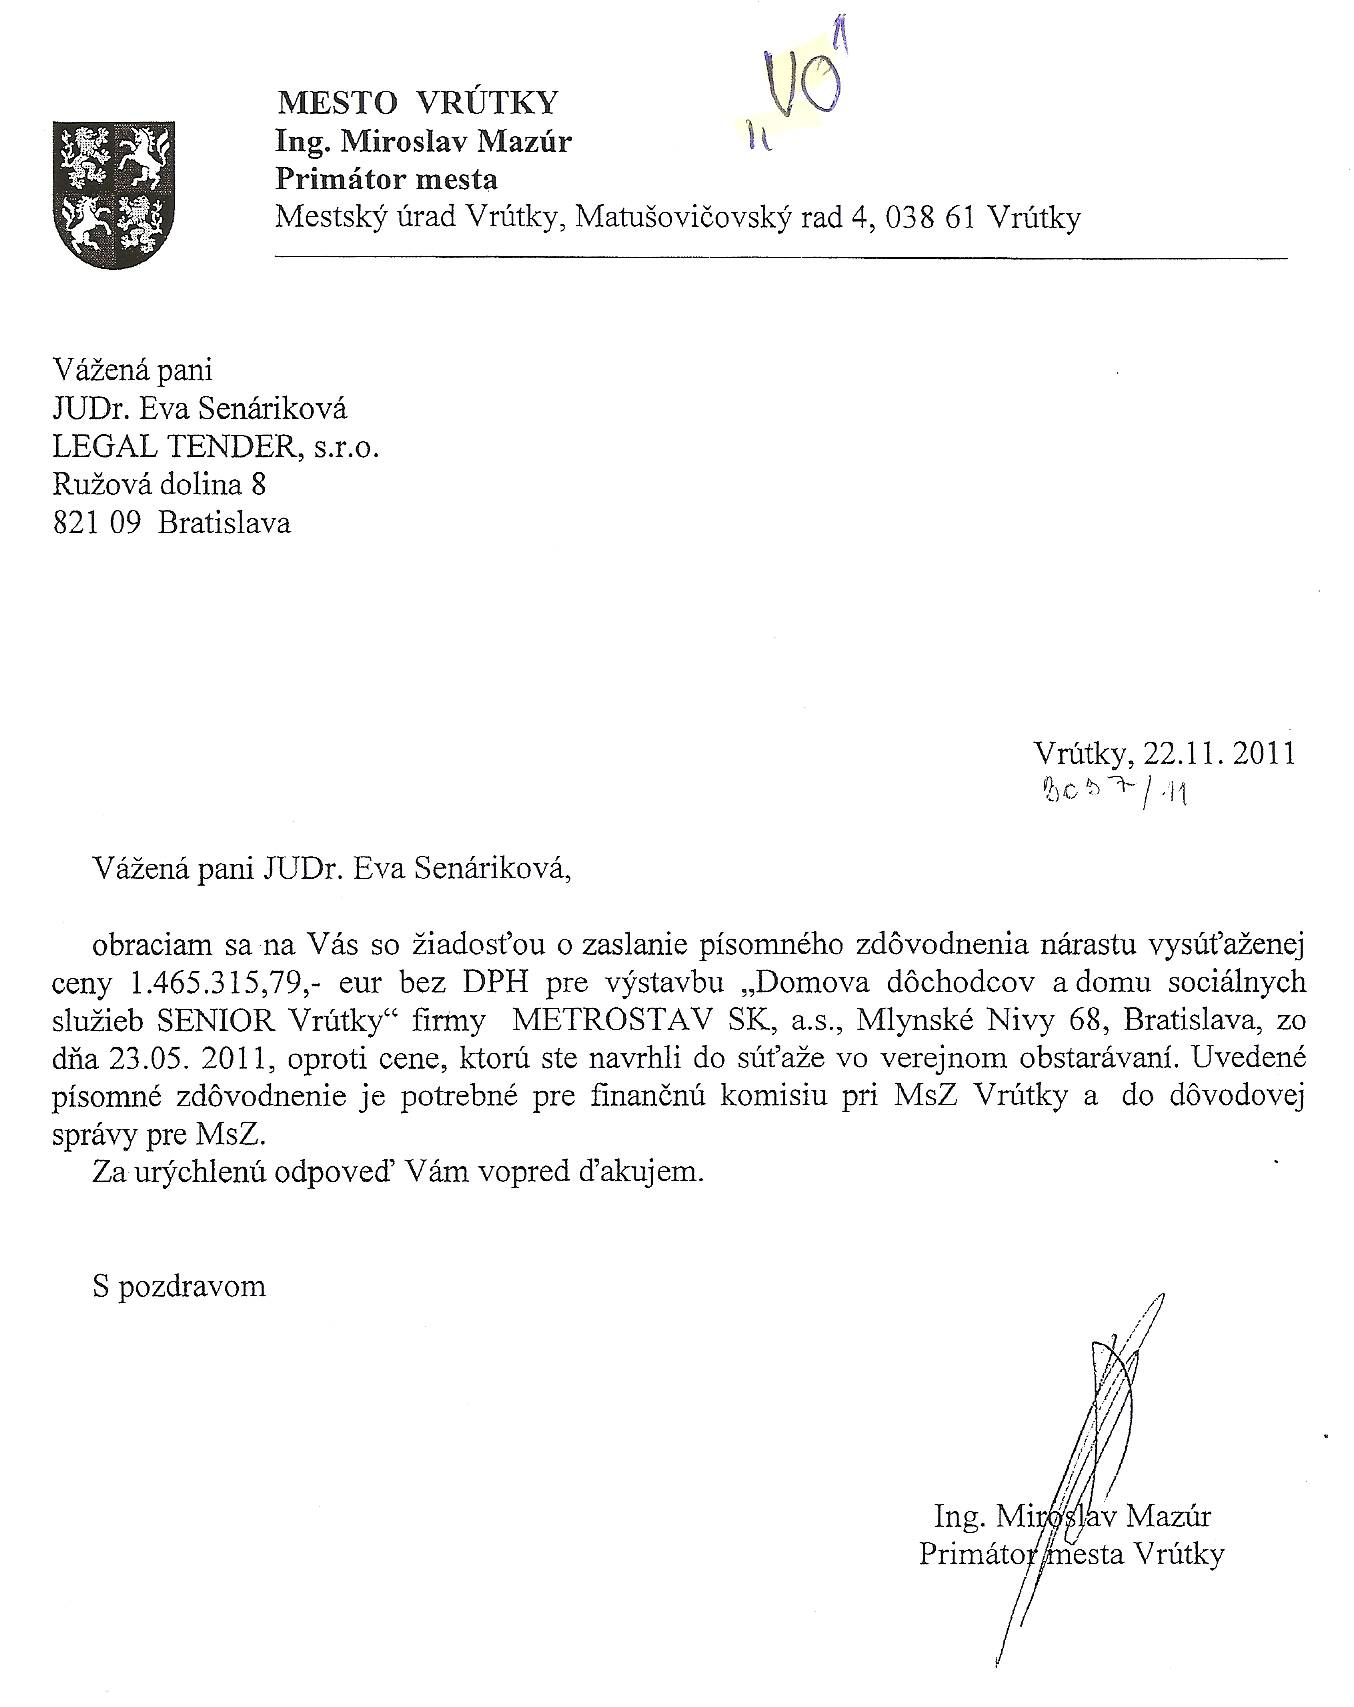 „VO“
MESTO VRÚTKY
Ing. Miroslav Mazúr
Primátor mesta
Mestský úrad Vrútky, Matušovičovský rad 4, 038 61 Vrútky
Vážená pani
JUDr. Eva Senáriková
LEGAL TENDER, s.r.o.
Ružová dolina 8
821 09 Bratislava
Vrútky, 22.11. 2011
Vážená pani JUDr. Eva Senáriková,
obraciam sa na Vás so žiadosťou o zaslanie písomného zdôvodnenia nárastu vysúťaženej
ceny 1.465.315,79,- eur bez DPH pre výstavbu „Domova dôchodcov a domu sociálnych
služieb SENIOR Vrútky“ firmy METROSTAV SK, a.s., Mlynské Nivy 68, Bratislava, zo
dňa 23.05. 2011, oproti cene, ktorú ste navrhli do súťaže vo verejnom obstarávaní. Uvedené
písomné zdôvodnenie je potrebné pre finančnú komisiu pri MsZ Vrútky a do dôvodovej
správy pre MsZ.
Za urýchlenú odpoveď Vám vopred ďakujem.
S pozdravom
Ing. Miroslav Mazúr
Primátor mesta Vrútky